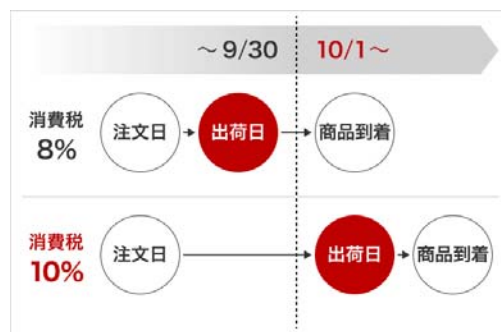 ～9/30 10/1～
消費税
8%
注文日 出荷日 商品到着
消費税
10%
注文日 出荷日 商品到着